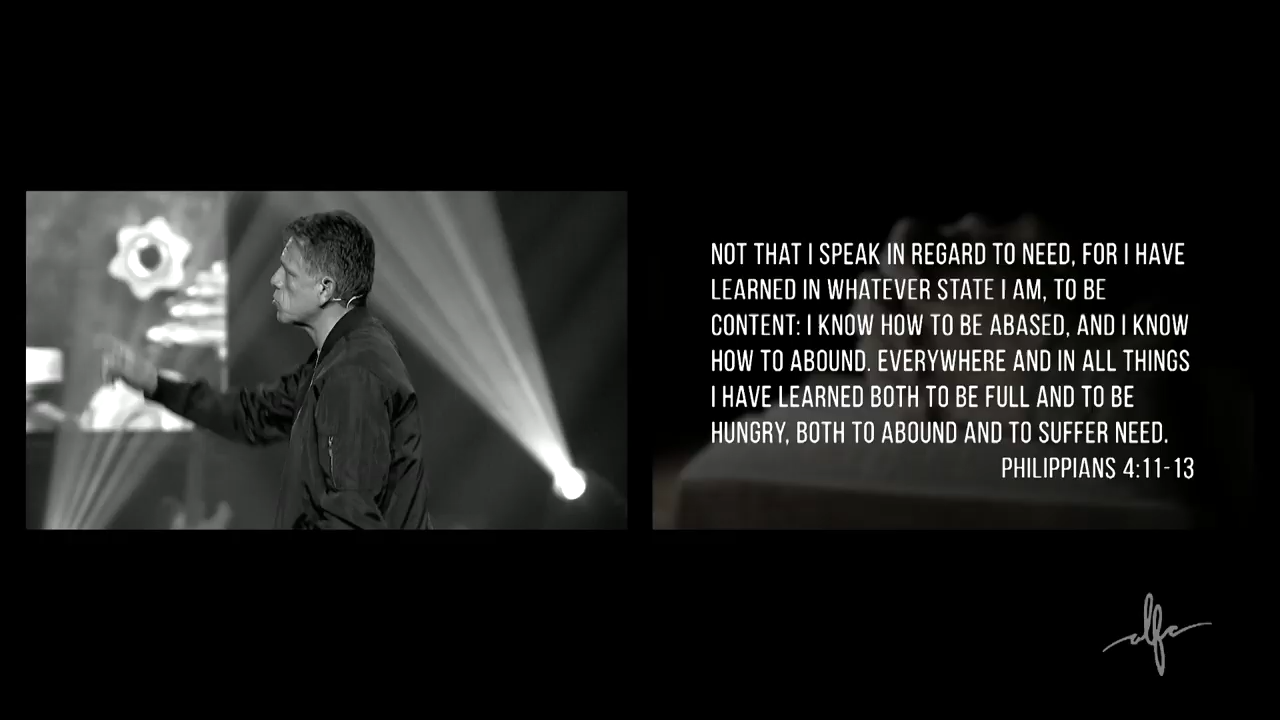 NOT THAT I SPEAK IN REGARD TO NEED, FOR I HAVE
LEARNED IN WHATEVER STATE I AM, TO BE
CONTENT: I KNOW HOW TO BE ABASED, AND I KNOW
HOW TO ABOUND. EVERYWHERE AND IN ALL THINGS
I HAVE LEARNED BOTH TO BE FULL AND TO BE
HUNGRY, BOTH TO ABOUND AND TO SUFFER NEED.
PHILIPPIANS 4:11-13
alfc